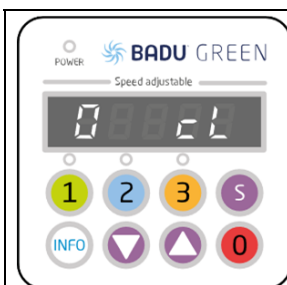 BADU GREEN
POWER
Speed adjustable
0 cL
1 2 3 S
INFO 0